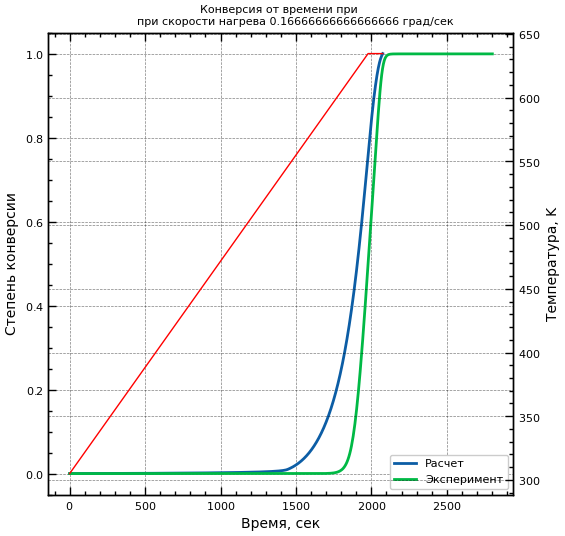 Конверсия от времени при
при скорости нагрева 0.16666666666666666 град/сек
Степень конверсии
1.0
0.8
0.6
0.4
0.2
0.0
650
600
550
500
450
400
350
300
Температура, K
Расчет
Эксперимент
0 500 1000 1500 2000 2500
Время, сек